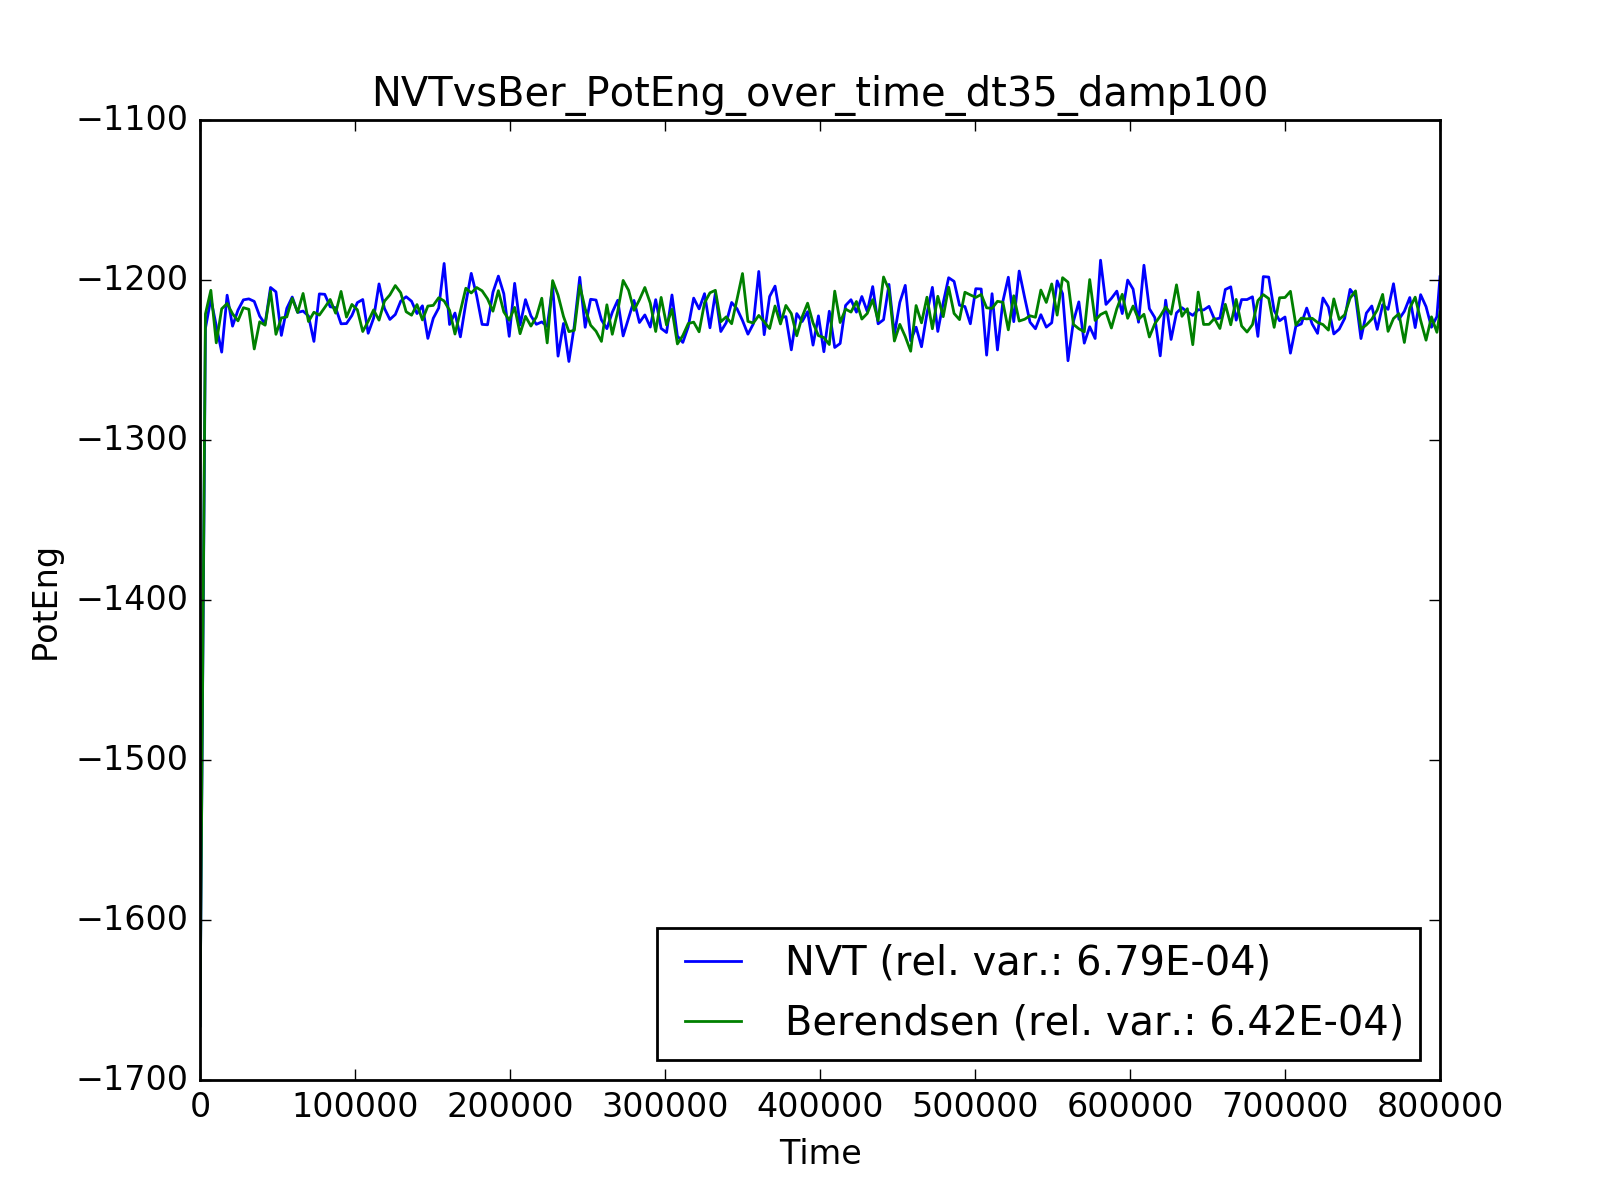 NVTvsBer_PotEng_over_time_dt35_damp100
−1100
−1200
−1300
−1400
−1500
−1600
−1700
PotEng
NVT (rel. var.: 6.79E-04)
Berendsen (rel. var.: 6.42E-04)
0 100000 200000 300000 400000 500000 600000 700000 800000
Time